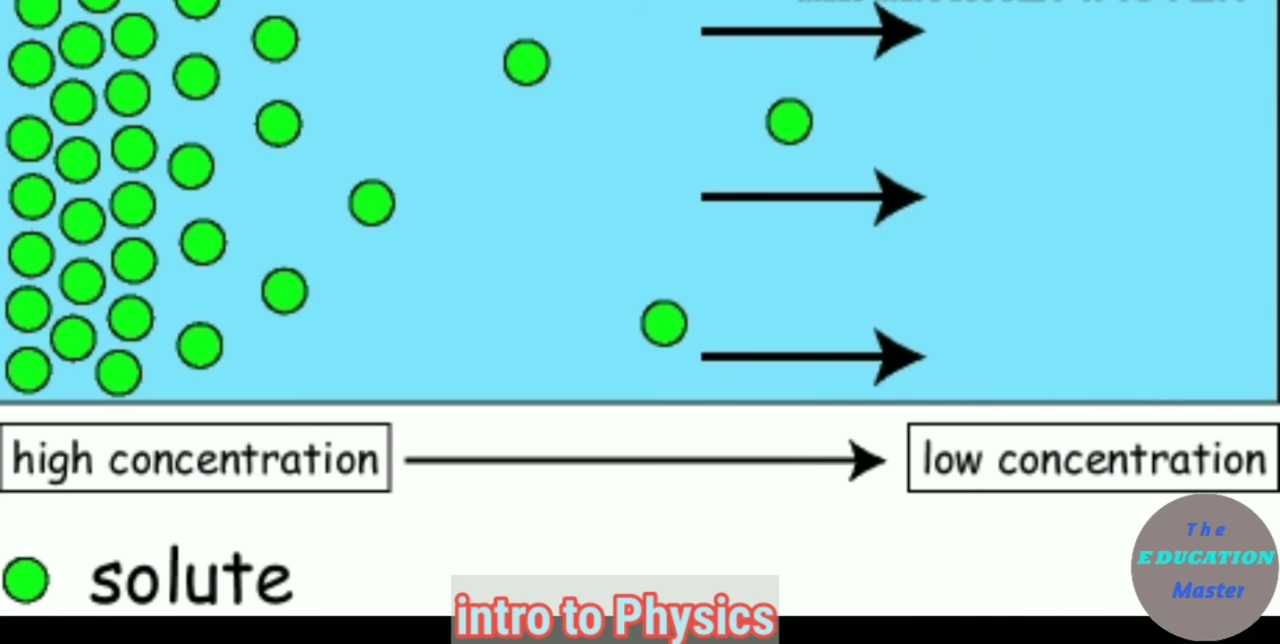 high concentration
low concentration
solute
intro to Physics
The
EDUCATION
Master